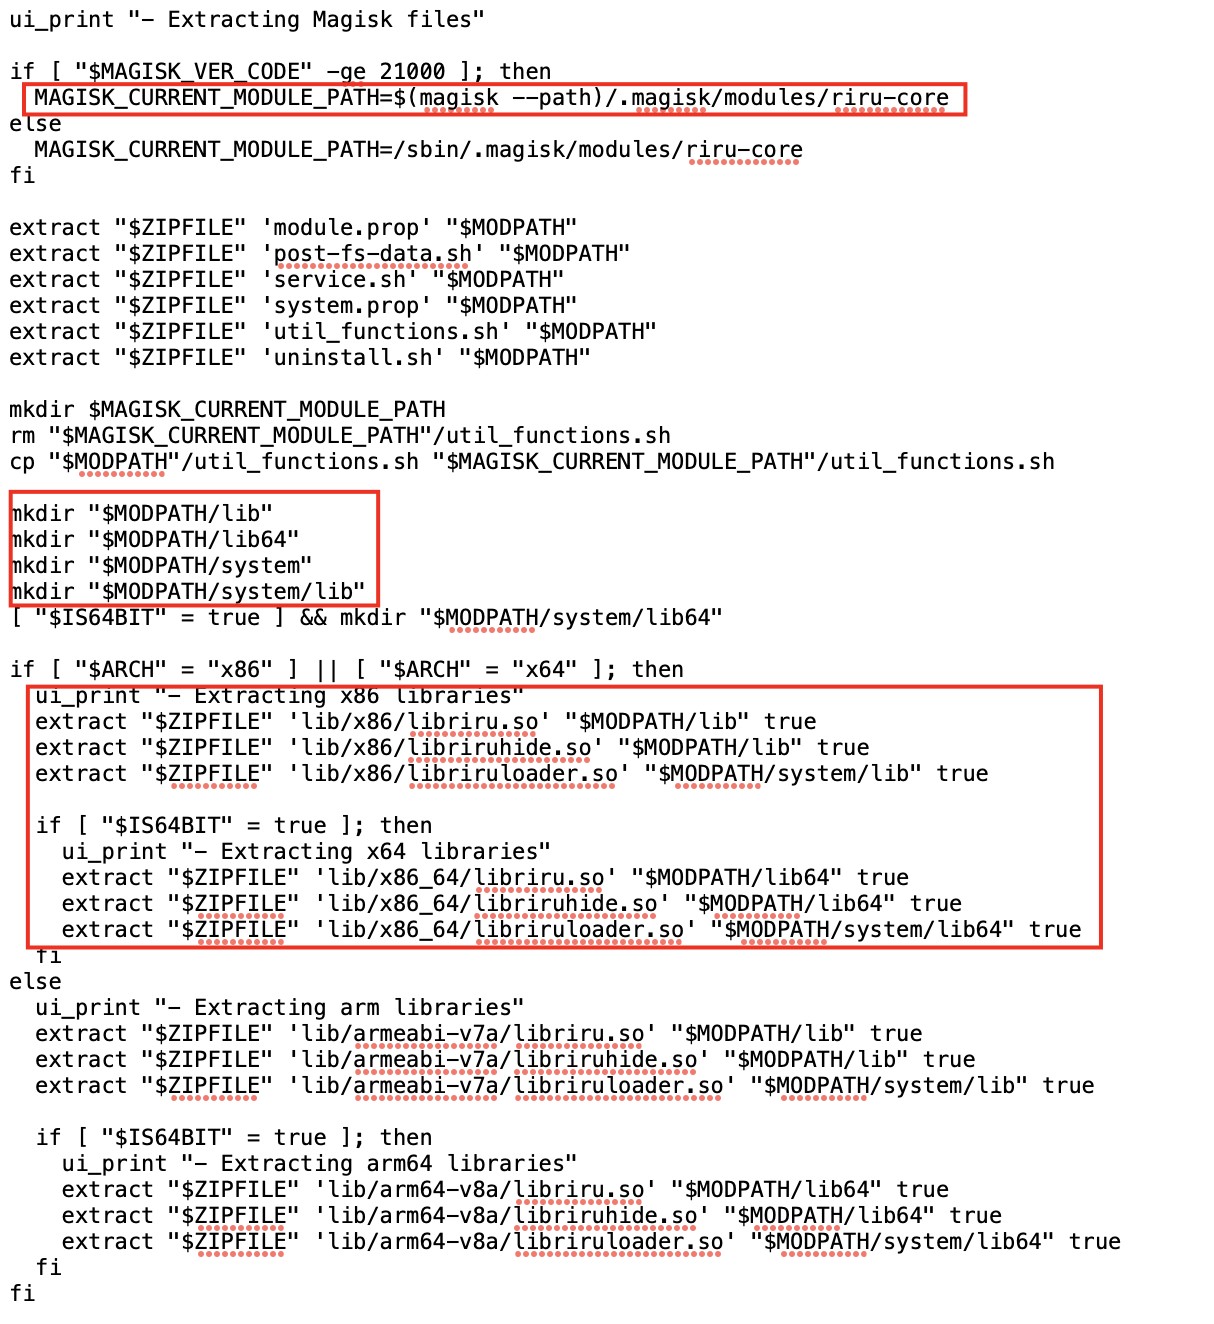 ui_print "- Extracting Magisk files"
if [ "$MAGISK_VER_CODE" -ge 21000 ]; then
MAGISK_CURRENT_MODULE_PATH=$(magisk --path)/.magisk/modules/riru-core
else
MAGISK_CURRENT_MODULE_PATH=/sbin/.magisk/modules/riru-core
fi
extract "$ZIPFILE" 'module.prop' "$MODPATH"
extract "$ZIPFILE" 'post-fs-data.sh' "$MODPATH"
extract "$ZIPFILE" 'service.sh' "$MODPATH"
extract "$ZIPFILE" 'system.prop' "$MODPATH"
extract "$ZIPFILE" 'util_functions.sh' "$MODPATH"
extract "$ZIPFILE" 'uninstall.sh' "$MODPATH"
mkdir $MAGISK_CURRENT_MODULE_PATH
rm "$MAGISK_CURRENT_MODULE_PATH"/util_functions.sh
cp "$MODPATH"/util_functions.sh "$MAGISK_CURRENT_MODULE_PATH"/util_functions.sh
mkdir "$MODPATH/lib"
mkdir "$MODPATH/lib64"
mkdir "$MODPATH/system"
mkdir "$MODPATH/system/lib"
[ "$IS64BIT" = true ] && mkdir "$MODPATH/system/lib64"
if [ "$ARCH" = "x86" ] || [ "$ARCH" = "x64" ]; then
ui_print "- Extracting x86 libraries"
extract "$ZIPFILE" 'lib/x86/libriru.so' "$MODPATH/lib" true
extract "$ZIPFILE" 'lib/x86/libriruhide.so' "$MODPATH/lib" true
extract "$ZIPFILE" 'lib/x86/libriruloader.so' "$MODPATH/system/lib" true
if [ "$IS64BIT" = true ]; then
ui_print "- Extracting x64 libraries"
extract "$ZIPFILE" 'lib/x86_64/libriru.so' "$MODPATH/lib64" true
extract "$ZIPFILE" 'lib/x86_64/libriruhide.so' "$MODPATH/lib64" true
extract "$ZIPFILE" 'lib/x86_64/libriruloader.so' "$MODPATH/system/lib64" true
fi
else
ui_print "- Extracting arm libraries"
extract "$ZIPFILE" 'lib/armeabi-v7a/libriru.so' "$MODPATH/lib" true
extract "$ZIPFILE" 'lib/armeabi-v7a/libriruhide.so' "$MODPATH/lib" true
extract "$ZIPFILE" 'lib/armeabi-v7a/libriruloader.so' "$MODPATH/system/lib" true
if [ "$IS64BIT" = true ]; then
ui_print "- Extracting arm64 libraries"
extract "$ZIPFILE" 'lib/arm64-v8a/libriru.so' "$MODPATH/lib64" true
extract "$ZIPFILE" 'lib/arm64-v8a/libriruhide.so' "$MODPATH/lib64" true
extract "$ZIPFILE" 'lib/arm64-v8a/libriruloader.so' "$MODPATH/system/lib64" true
fi
fi